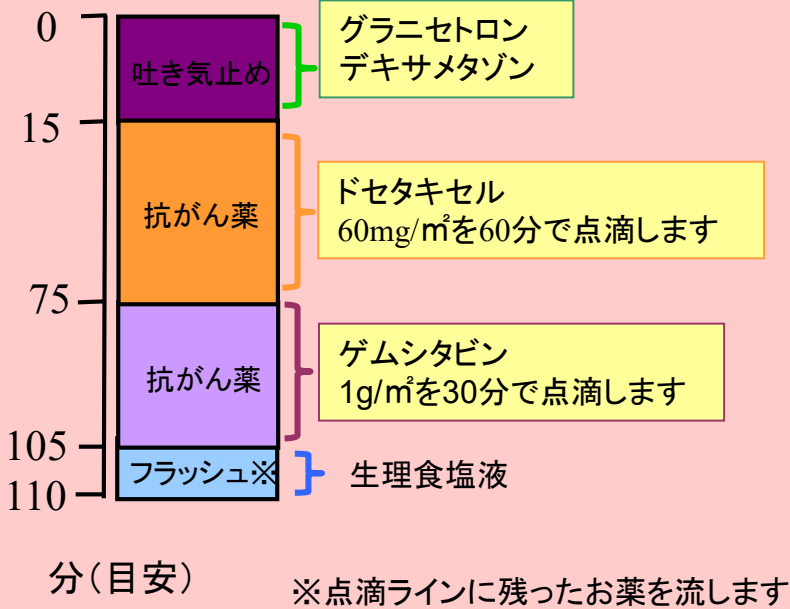 0
吐き気止め
グラニセトロン
デキサメタゾン
15
抗がん薬
ドセタキセル
60mg/㎡を60分で点滴します
75
抗がん薬
ゲムシタビン
1g/㎡を30分で点滴します
105
フラッシュ※
生理食塩液
110
分（目安）
※点滴ラインに残ったお薬を流します